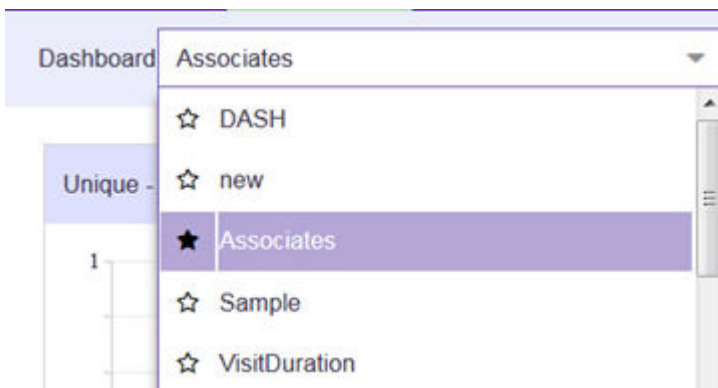 Dashboard Associates
DASH
Unique -
new
Associates
1
Sample
VisitDuration